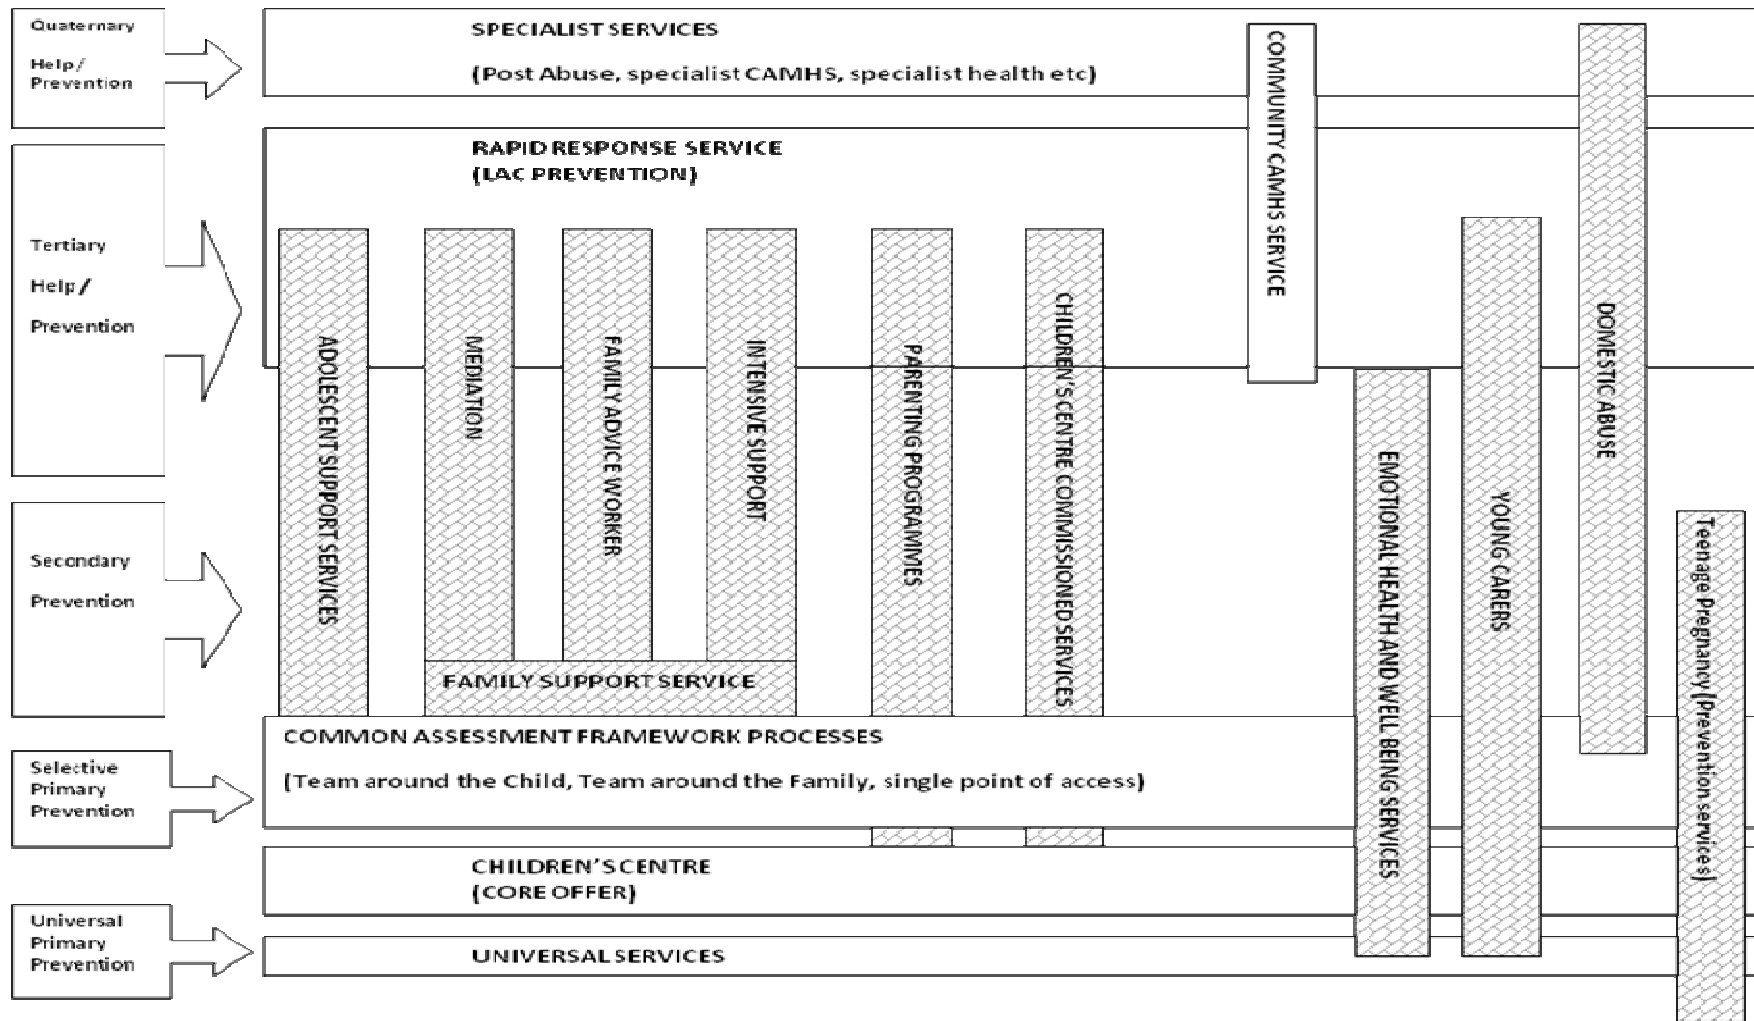 Quaternary
Help/
Prevention
SPECIALIST SERVICES
(Post Abuse, specialist CAMHS, specialist health etc)
Tertiary
Help/
Prevention
RAPID RESPONSE SERVICE
(LAC PREVENTION)
Secondary
Prevention
ADOLESCENT SUPPORT SERVICES
MEDIATION
FAMILY ADVICE WORKER
INTENSIVE SUPPORT
FAMILY SUPPORT SERVICE
PARENTING PROGRAMMES
CHILDREN'S CENTRE COMMISSIONED SERVICES
COMMUNITY CAMHS SERVICE
EMOTIONAL HEALTH AND WELL BEING SERVICES
YOUNG CARERS
DOMESTIC ABUSE
Teenage Pregnancy (Prevention services)
Selective
Primary
Prevention
COMMON ASSESSMENT FRAMEWORK PROCESSES
(Team around the Child, Team around the Family, single point of access)
CHILDREN'S CENTRE
(CORE OFFER)
Universal
Primary
Prevention
UNIVERSAL SERVICES